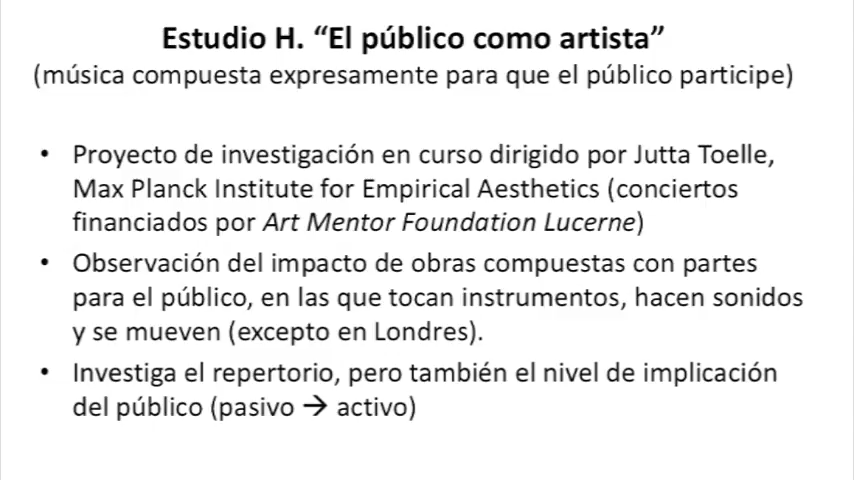 Estudio H. “El público como artista”
(música compuesta expresamente para que el público participe)
• Proyecto de investigación en curso dirigido por Jutta Toelle,
Max Planck Institute for Empirical Aesthetics (conciertos
financiados por Art Mentor Foundation Lucerne)
• Observación del impacto de obras compuestas con partes
para el público, en las que tocan instrumentos, hacen sonidos
y se mueven (excepto en Londres).
• Investiga el repertorio, pero también el nivel de implicación
del público (pasivo → activo)